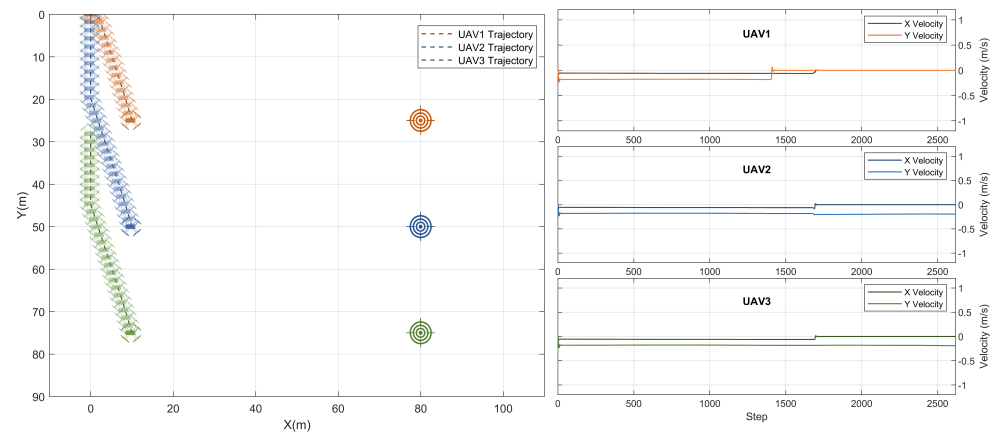 0
10
20
30
40
50
60
70
80
90
Y(m)
0 20 40 60 80 100
X(m)
UAV1 Trajectory
UAV2 Trajectory
UAV3 Trajectory
UAV1
X Velocity
Y Velocity
1
0.5
0
-0.5
-1
Velocity (m/s)
0 500 1000 1500 2000 2500
UAV2
X Velocity
Y Velocity
1
0.5
0
-0.5
-1
Velocity (m/s)
0 500 1000 1500 2000 2500
UAV3
X Velocity
Y Velocity
1
0.5
0
-0.5
-1
Velocity (m/s)
0 500 1000 1500 2000 2500
Step